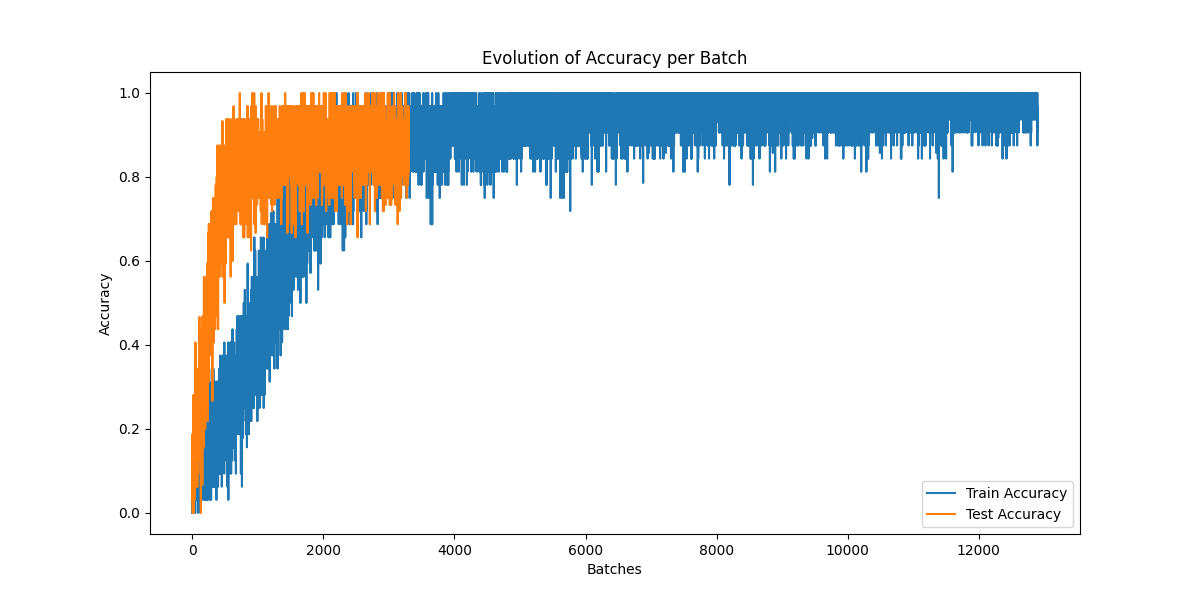 Evolution of Accuracy per Batch
1.0
0.8
0.6
0.4
0.2
0.0
Accuracy
0 2000 4000 6000 8000 10000 12000
Batches
Train Accuracy
Test Accuracy